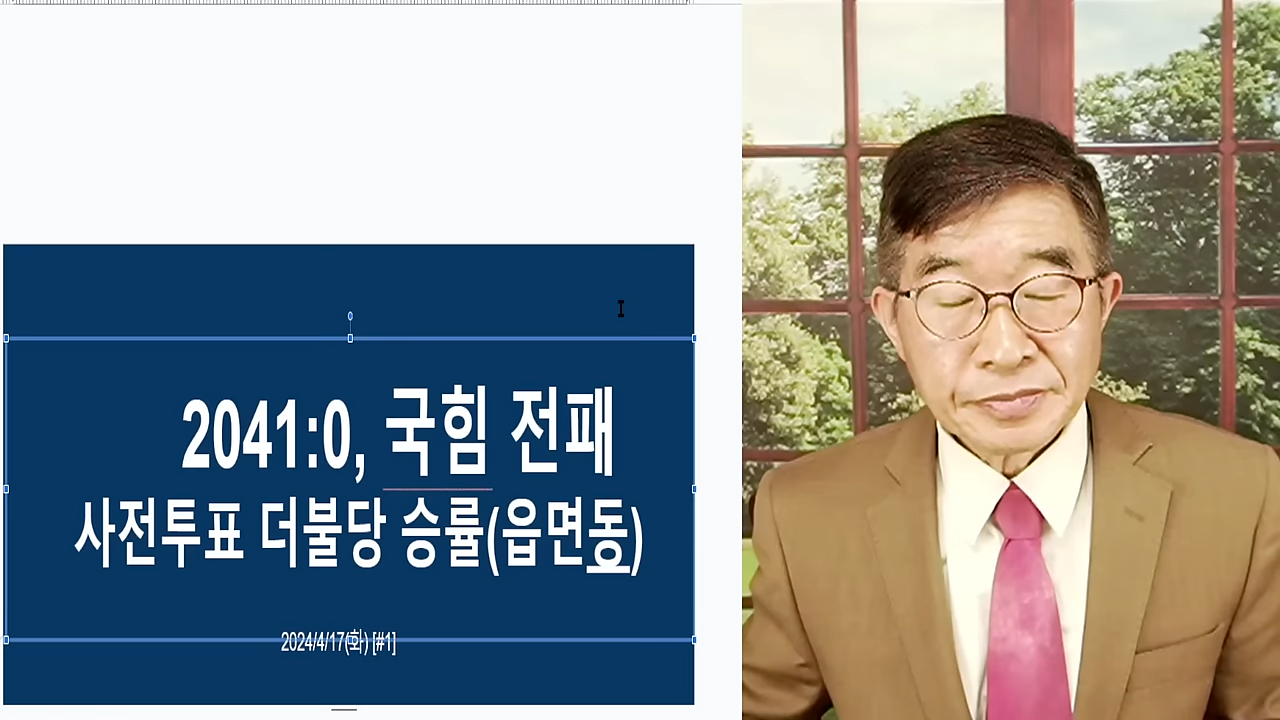 2041:0, 국힘 전패
사전투표 더불당 승률(읍면동)
2024/4/17(화) [#1]